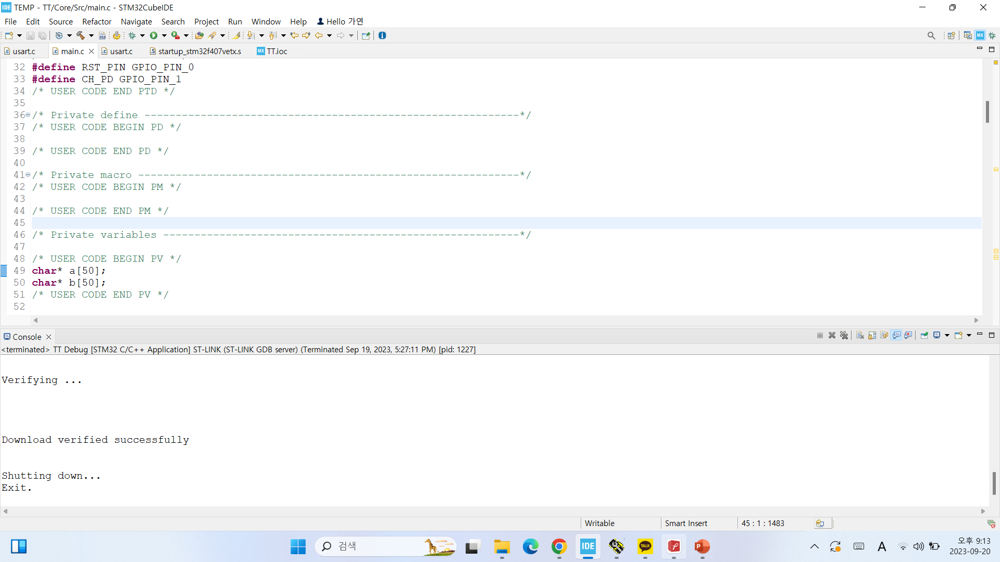 TEMP - TT/Core/Src/main.c - STM32CubeIDE
File Edit Source Refactor Navigate Search Project Run Window Help Hello 가연
usart.c main.c usart.c startup_stm32f407vetx.s TT.ioc
32 #define RST_PIN GPIO_PIN_0
33 #define CH_PD GPIO_PIN_1
34 /* USER CODE END PTD */
35
36 /* Private define ------------------------------------------------------------*/
37 /* USER CODE BEGIN PD */
38
39 /* USER CODE END PD */
40
41 /* Private macro -------------------------------------------------------------*/
42 /* USER CODE BEGIN PM */
43
44 /* USER CODE END PM */
45
46 /* Private variables ---------------------------------------------------------*/
47
48 /* USER CODE BEGIN PV */
49 char* a[50];
50 char* b[50];
51 /* USER CODE END PV */
52
Console
<terminated> TT Debug [STM32 C/C++ Application] ST-LINK (ST-LINK GDB server) (Terminated Sep 19, 2023, 5:27:11 PM) [pid: 1227]
Verifying ...
Download verified successfully
Shutting down...
Exit.
Writable Smart Insert 45 : 1 : 1483
검색
IDE
TALK
A
오후 9:13
2023-09-20